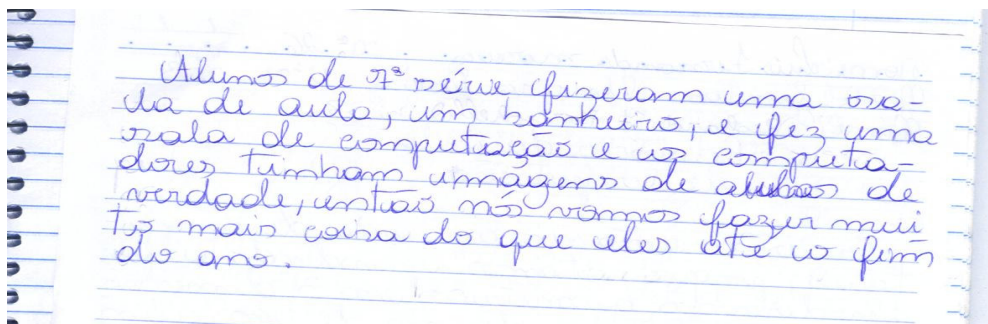 Alunos de 7ª série fizeram uma sa-
la de aula, um banheiro, e fez uma
sala de computação e os computa-
dores tinham imagens de alunos de
verdade, então nós vamos fazer mui
to mais coisa do que eles até o fim
do ano.